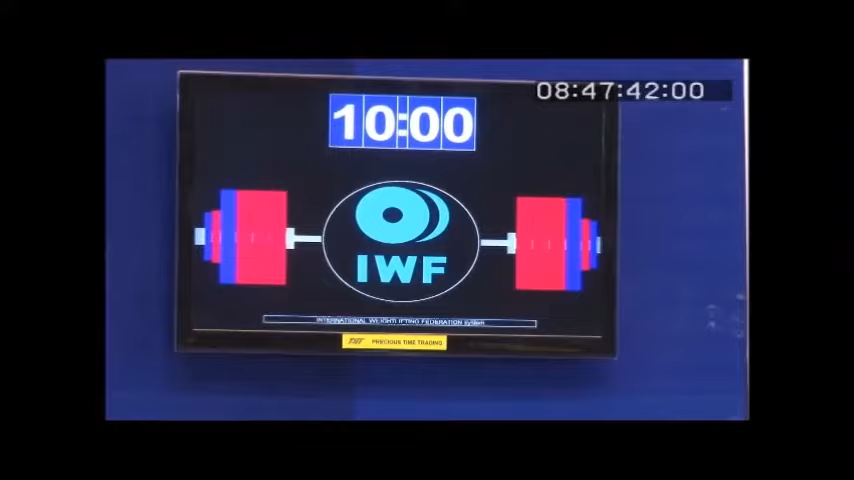 08:47:42:00
10:00
IWF
INTERNATIONAL WEIGHTLIFTING FEDERATION system
PRECIOUS TIME TRADING